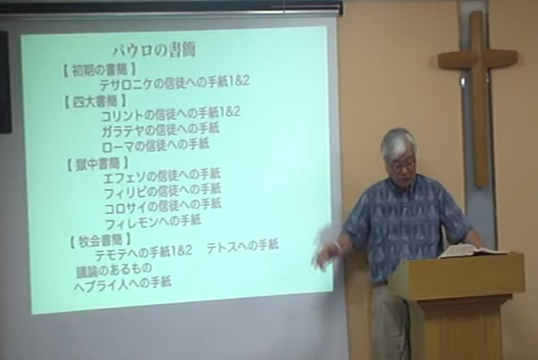 パウロの書簡
【 初期の書簡 】
テサロニケの信徒への手紙1&2
【 四大書簡 】
コリントの信徒への手紙1&2
ガラテヤの信徒への手紙
ローマの信徒への手紙
【 獄中書簡 】
エフェソの信徒への手紙
フィリピの信徒への手紙
コロサイの信徒への手紙
フィレモンへの手紙
【 牧会書簡 】
テモテへの手紙1&2 テトスへの手紙
議論のあるもの
ヘブライ人への手紙